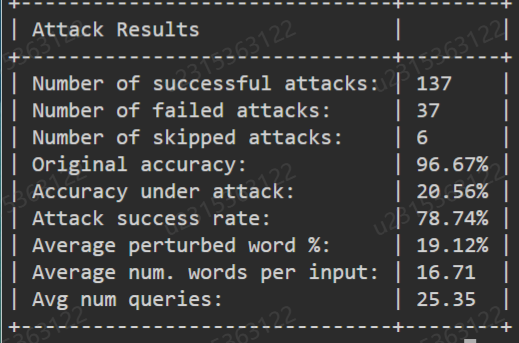 +-------------------------------+--------+
| Attack Results                |        |
+-------------------------------+--------+
| Number of successful attacks: | 137    |
| Number of failed attacks:     | 37     |
| Number of skipped attacks:    | 6      |
| Original accuracy:            | 96.67% |
| Accuracy under attack:        | 20.56% |
| Attack success rate:          | 78.74% |
| Average perturbed word %:     | 19.12% |
| Average num. words per input: | 16.71  |
| Avg num queries:              | 25.35  |
+-------------------------------+--------+
u2315363122